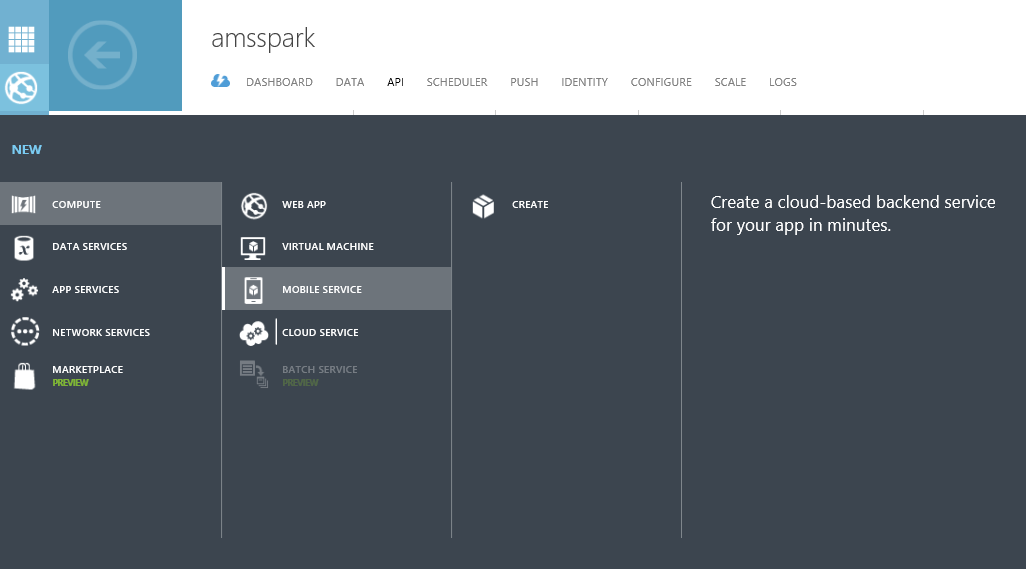 amsspark
DASHBOARD DATA API SCHEDULER PUSH IDENTITY CONFIGURE SCALE LOGS
NEW
COMPUTE
DATA SERVICES
APP SERVICES
NETWORK SERVICES
MARKETPLACE
PREVIEW
WEB APP
VIRTUAL MACHINE
MOBILE SERVICE
CLOUD SERVICE
BATCH SERVICE
PREVIEW
CREATE
Create a cloud-based backend service
for your app in minutes.